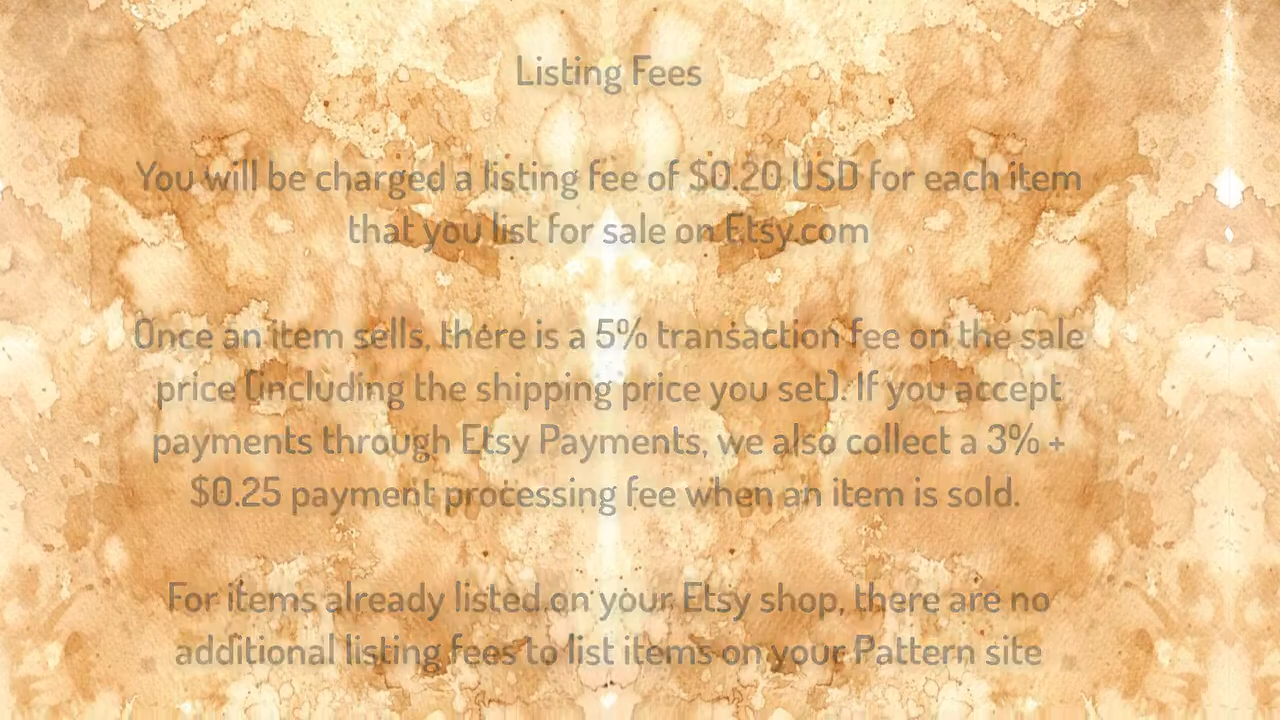 Listing Fees
You will be charged a listing fee of $0.20 USD for each item
that you list for sale on Etsy.com
Once an item sells, there is a 5% transaction fee on the sale
price (including the shipping price you set). If you accept
payments through Etsy Payments, we also collect a 3% +
$0.25 payment processing fee when an item is sold.
For items already listed on your Etsy shop, there are no
additional listing fees to list items on your Pattern site